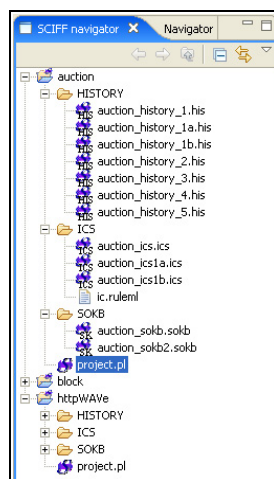 SCIFF navigator Navigator
auction
HISTORY
auction_history_1.his
auction_history_1a.his
auction_history_1b.his
auction_history_2.his
auction_history_3.his
auction_history_4.his
auction_history_5.his
ICS
auction_ics.ics
auction_ics1a.ics
auction_ics1b.ics
ic.ruleml
SOKB
auction_sokb.sokb
auction_sokb2.sokb
project.pl
block
httpWAVe
HISTORY
ICS
SOKB
project.pl